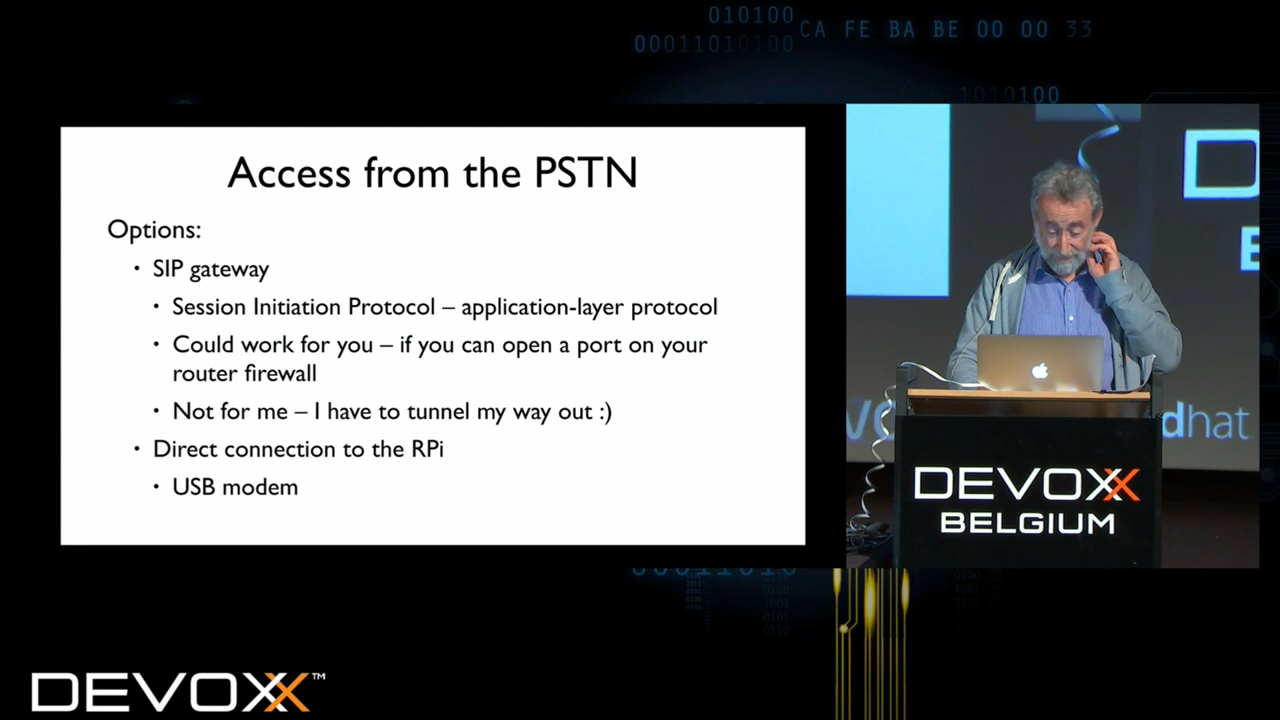 010100
00011010100
CA FE BA BE 00 00 33
11010100
Access from the PSTN
Options:
• SIP gateway
• Session Initiation Protocol – application-layer protocol
• Could work for you – if you can open a port on your
router firewall
• Not for me – I have to tunnel my way out :)
• Direct connection to the RPi
• USB modem
D
E
dhat
DEVOXX
BELGIUM
DEVOXX™